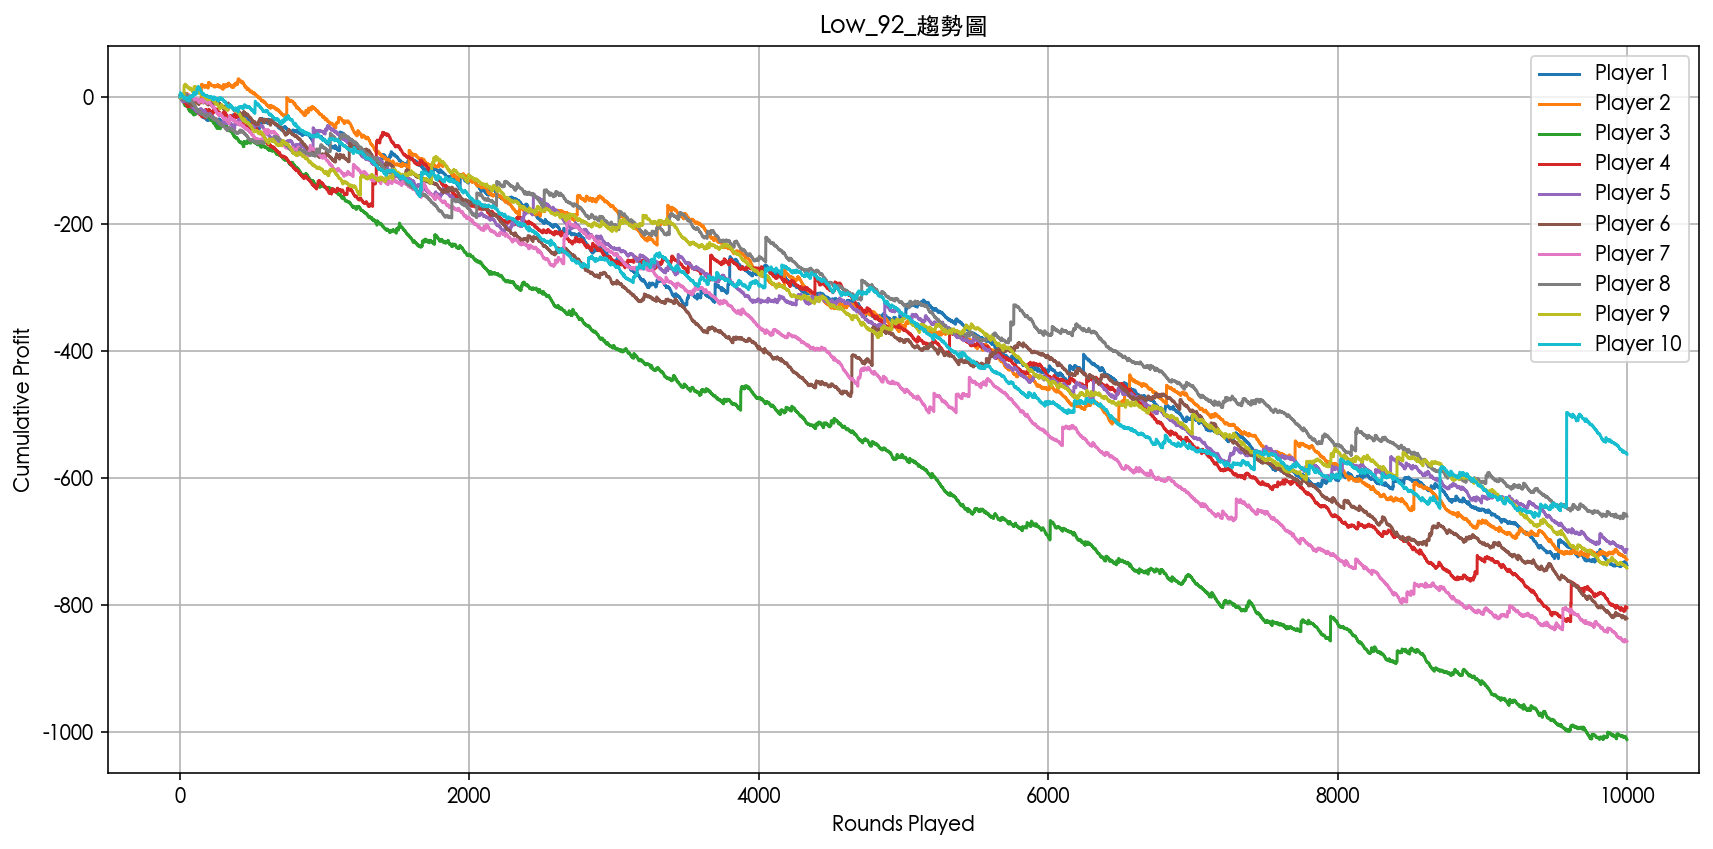 Low_92_趨勢圖
Cumulative Profit
0
-200
-400
-600
-800
-1000
0
2000
4000
6000
8000
10000
Rounds Played
Player 1
Player 2
Player 3
Player 4
Player 5
Player 6
Player 7
Player 8
Player 9
Player 10